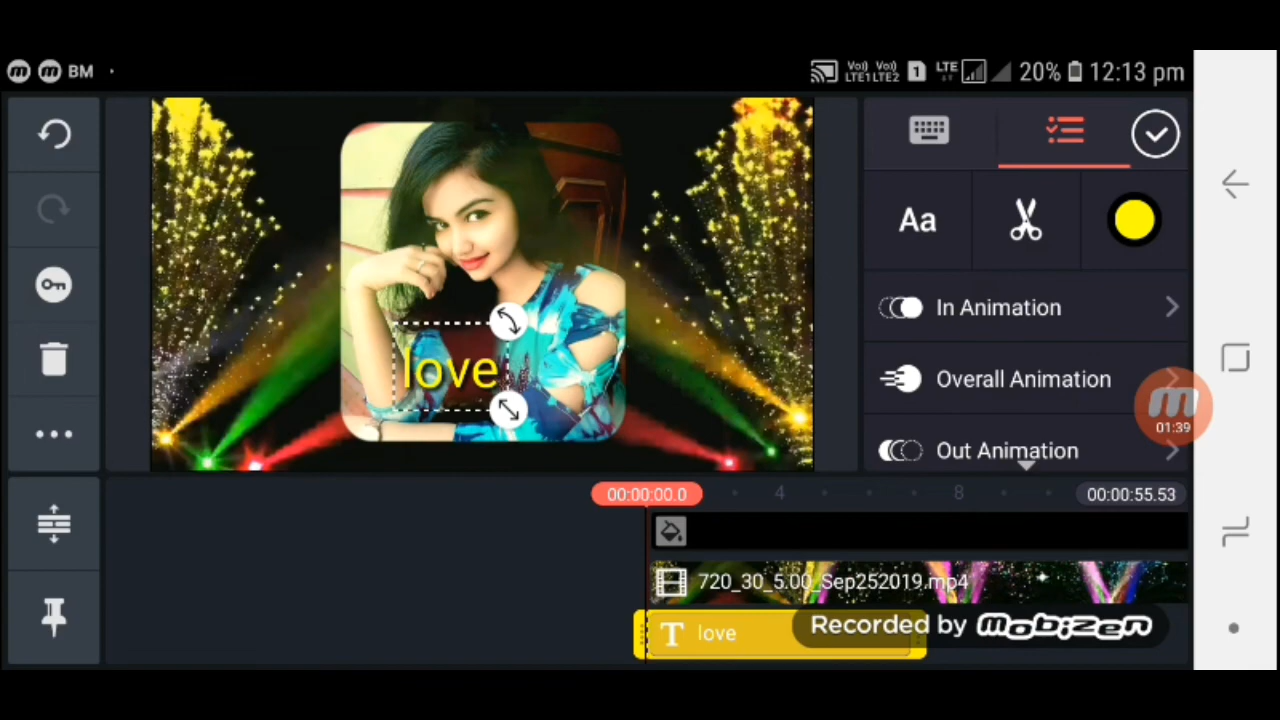 BM
Vo) Vo) 1 LTE 20% 12:13 pm
LTE1 LTE2
Aa
In Animation
love
Overall Animation
01:39
Out Animation
00:00:00.0 4 8 00:00:55.53
720_30_5.00_Sep252019.mp4
T love Recorded by mobizen